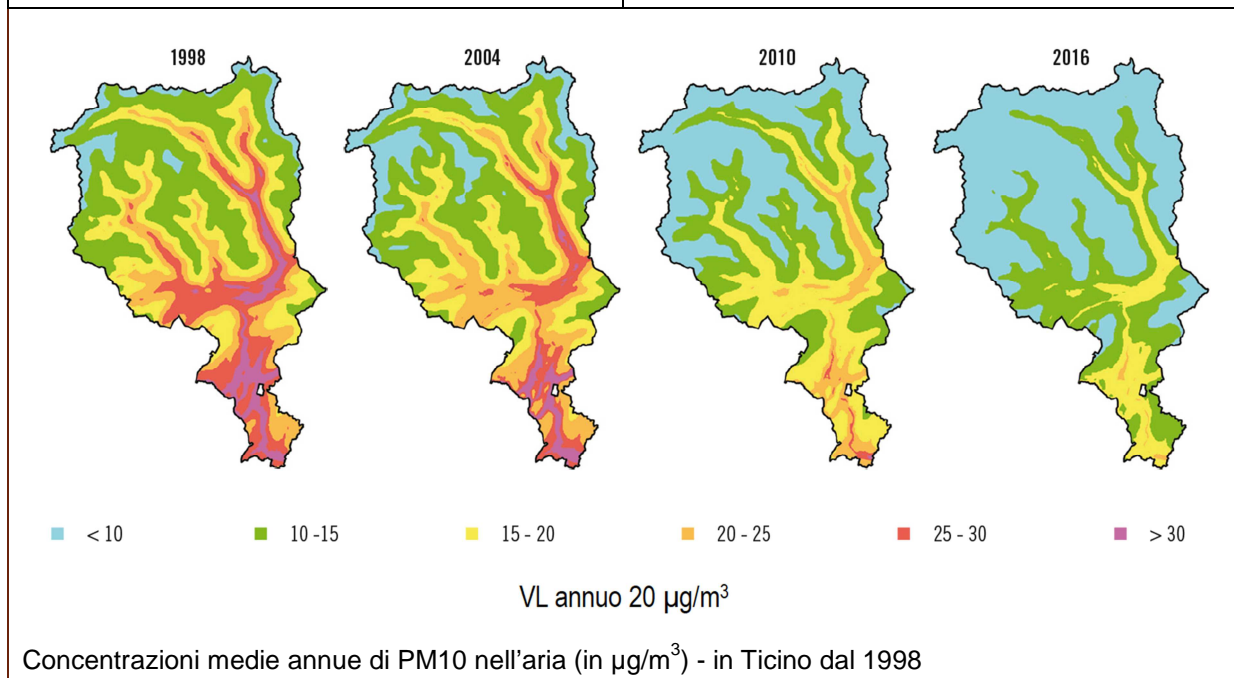 1998 2004 2010 2016
< 10 10 -15 15 - 20 20 - 25 25 - 30 > 30
VL annuo 20 µg/m³
Concentrazioni medie annue di PM10 nell'aria (in µg/m³) - in Ticino dal 1998